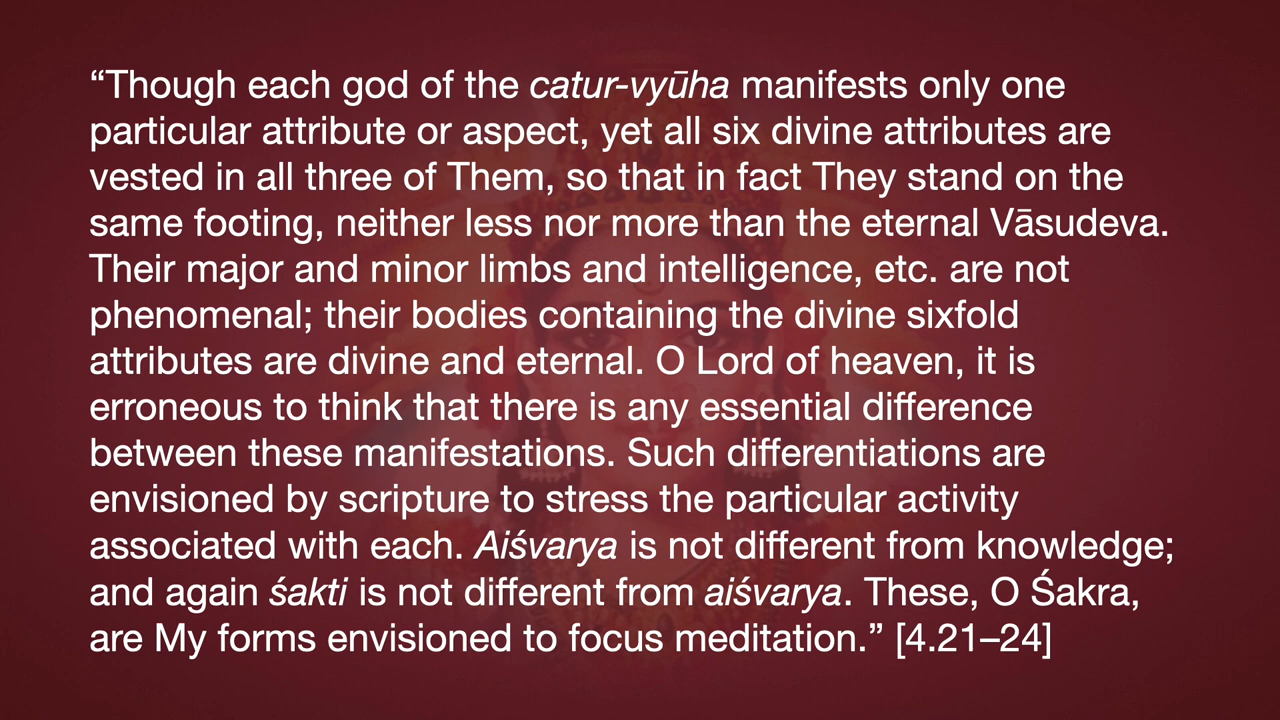 “Though each god of the catur-vyūha manifests only one
particular attribute or aspect, yet all six divine attributes are
vested in all three of Them, so that in fact They stand on the
same footing, neither less nor more than the eternal Vāsudeva.
Their major and minor limbs and intelligence, etc. are not
phenomenal; their bodies containing the divine sixfold
attributes are divine and eternal. O Lord of heaven, it is
erroneous to think that there is any essential difference
between these manifestations. Such differentiations are
envisioned by scripture to stress the particular activity
associated with each. Aiśvarya is not different from knowledge;
and again śakti is not different from aiśvarya. These, O Śakra,
are My forms envisioned to focus meditation.” [4.21–24]